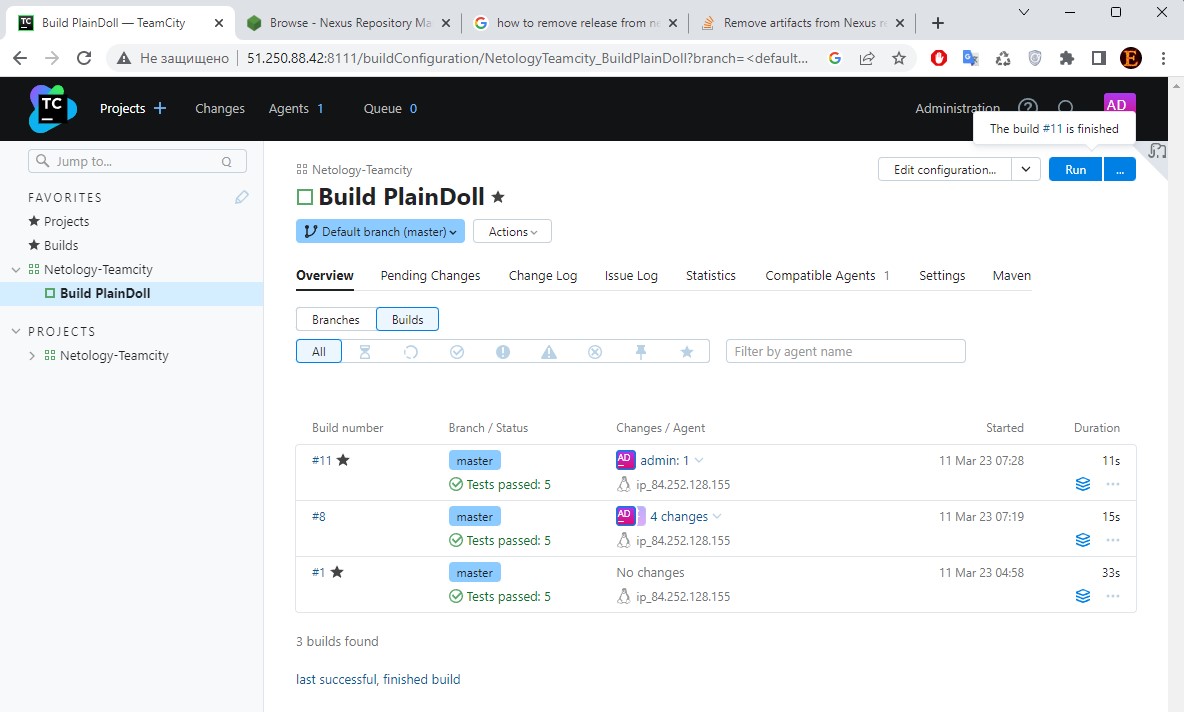 Build PlainDoll — TeamCity
Browse - Nexus Repository Ma
how to remove release from ne
Remove artifacts from Nexus re
Не защищено
51.250.88.42:8111/buildConfiguration/NetologyTeamcity_BuildPlainDoll?branch=<default...
TC
Projects
Changes
Agents 1
Queue 0
Administration
AD
The build #11 is finished
Jump to...
Q
FAVORITES
Projects
Builds
Netology-Teamcity
Build PlainDoll
PROJECTS
Netology-Teamcity
Netology-Teamcity
Edit configuration...
Run
...
Build PlainDoll
Default branch (master)
Actions
Overview
Pending Changes
Change Log
Issue Log
Statistics
Compatible Agents 1
Settings
Maven
Branches
Builds
All
Filter by agent name
Build number
Branch / Status
Changes / Agent
Started
Duration
#11
master
AD
admin: 1
11 Mar 23 07:28
11s
Tests passed: 5
ip_84.252.128.155
#8
master
AD
4 changes
11 Mar 23 07:19
15s
Tests passed: 5
ip_84.252.128.155
#1
master
No changes
11 Mar 23 04:58
33s
Tests passed: 5
ip_84.252.128.155
3 builds found
last successful, finished build